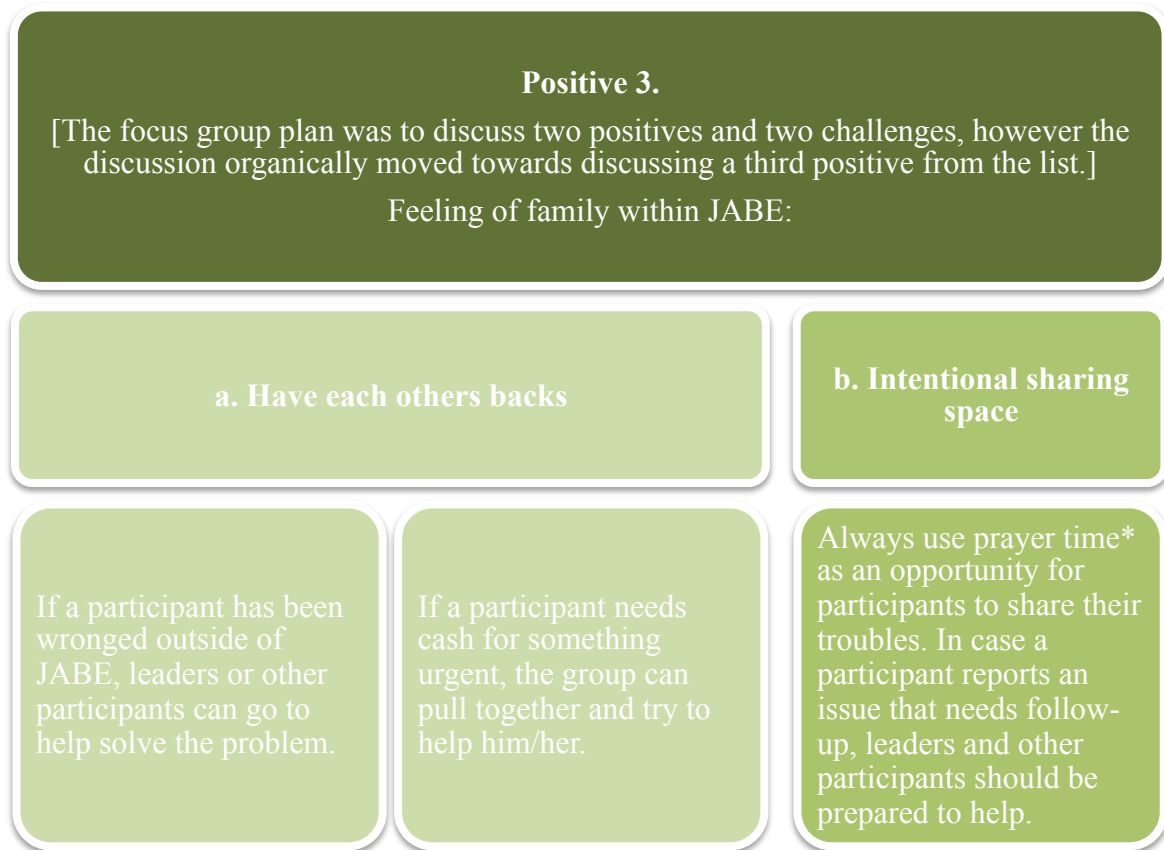 Positive 3.
[The focus group plan was to discuss two positives and two challenges, however the
discussion organically moved towards discussing a third positive from the list.]
Feeling of family within JABE:
a. Have each others backs
b. Intentional sharing
space
If a participant has been
wronged outside of
JABE, leaders or other
participants can go to
help solve the problem.
If a participant needs
cash for something
urgent, the group can
pull together and try to
help him/her.
Always use prayer time*
as an opportunity for
participants to share their
troubles. In case a
participant reports an
issue that needs follow-
up, leaders and other
participants should be
prepared to help.